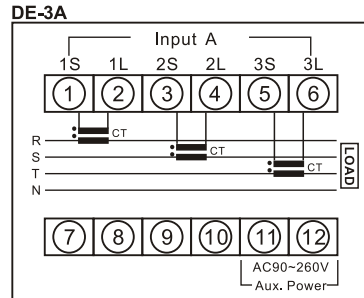 DE-3A
Input A
1S 1L 2S 2L 3S 3L
1 2 3 4 5 6
R CT
S CT
T CT
N
LOAD
7 8 9 10 11 12
AC90~260V
Aux. Power